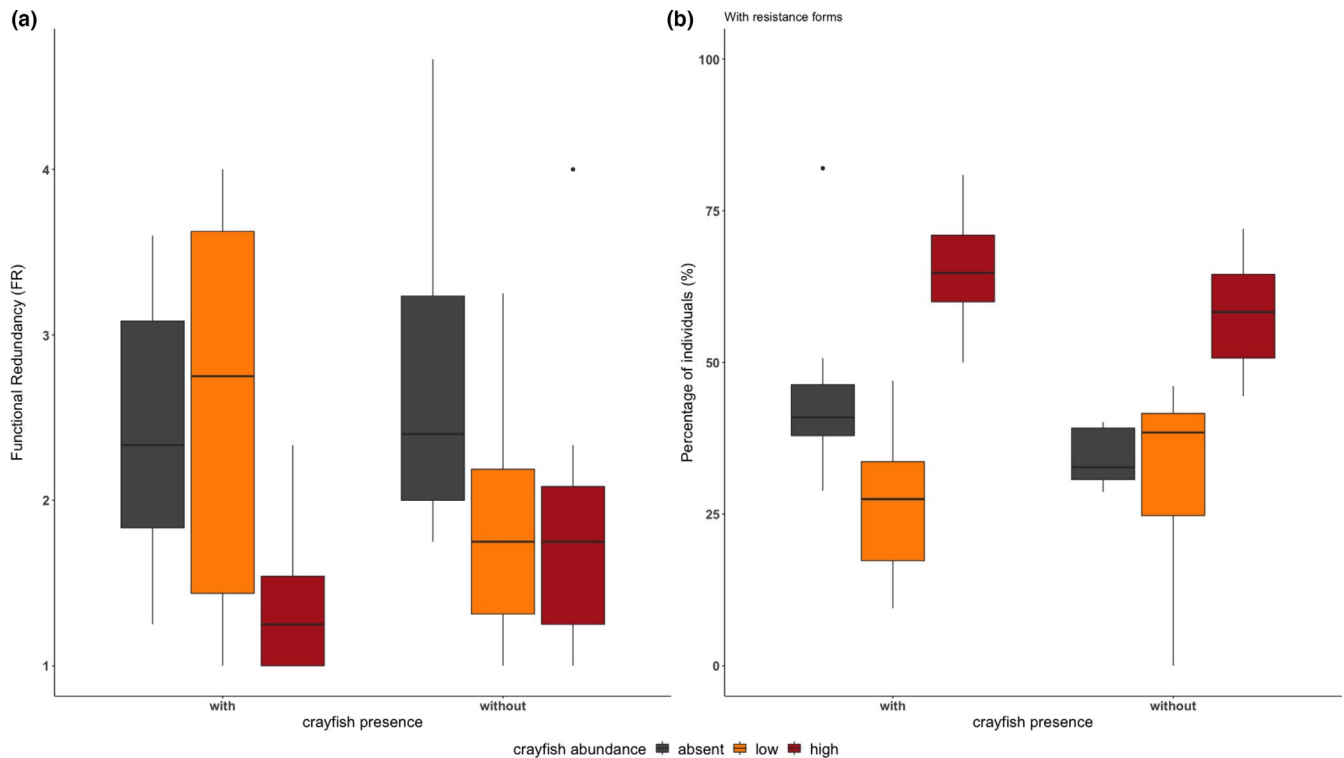 (a)
Functional Redundancy (FR)
4
3
2
1
with
without
crayfish presence
(b)
With resistance forms
Percentage of individuals (%)
100
75
50
25
0
with
without
crayfish presence
crayfish abundance absent low high